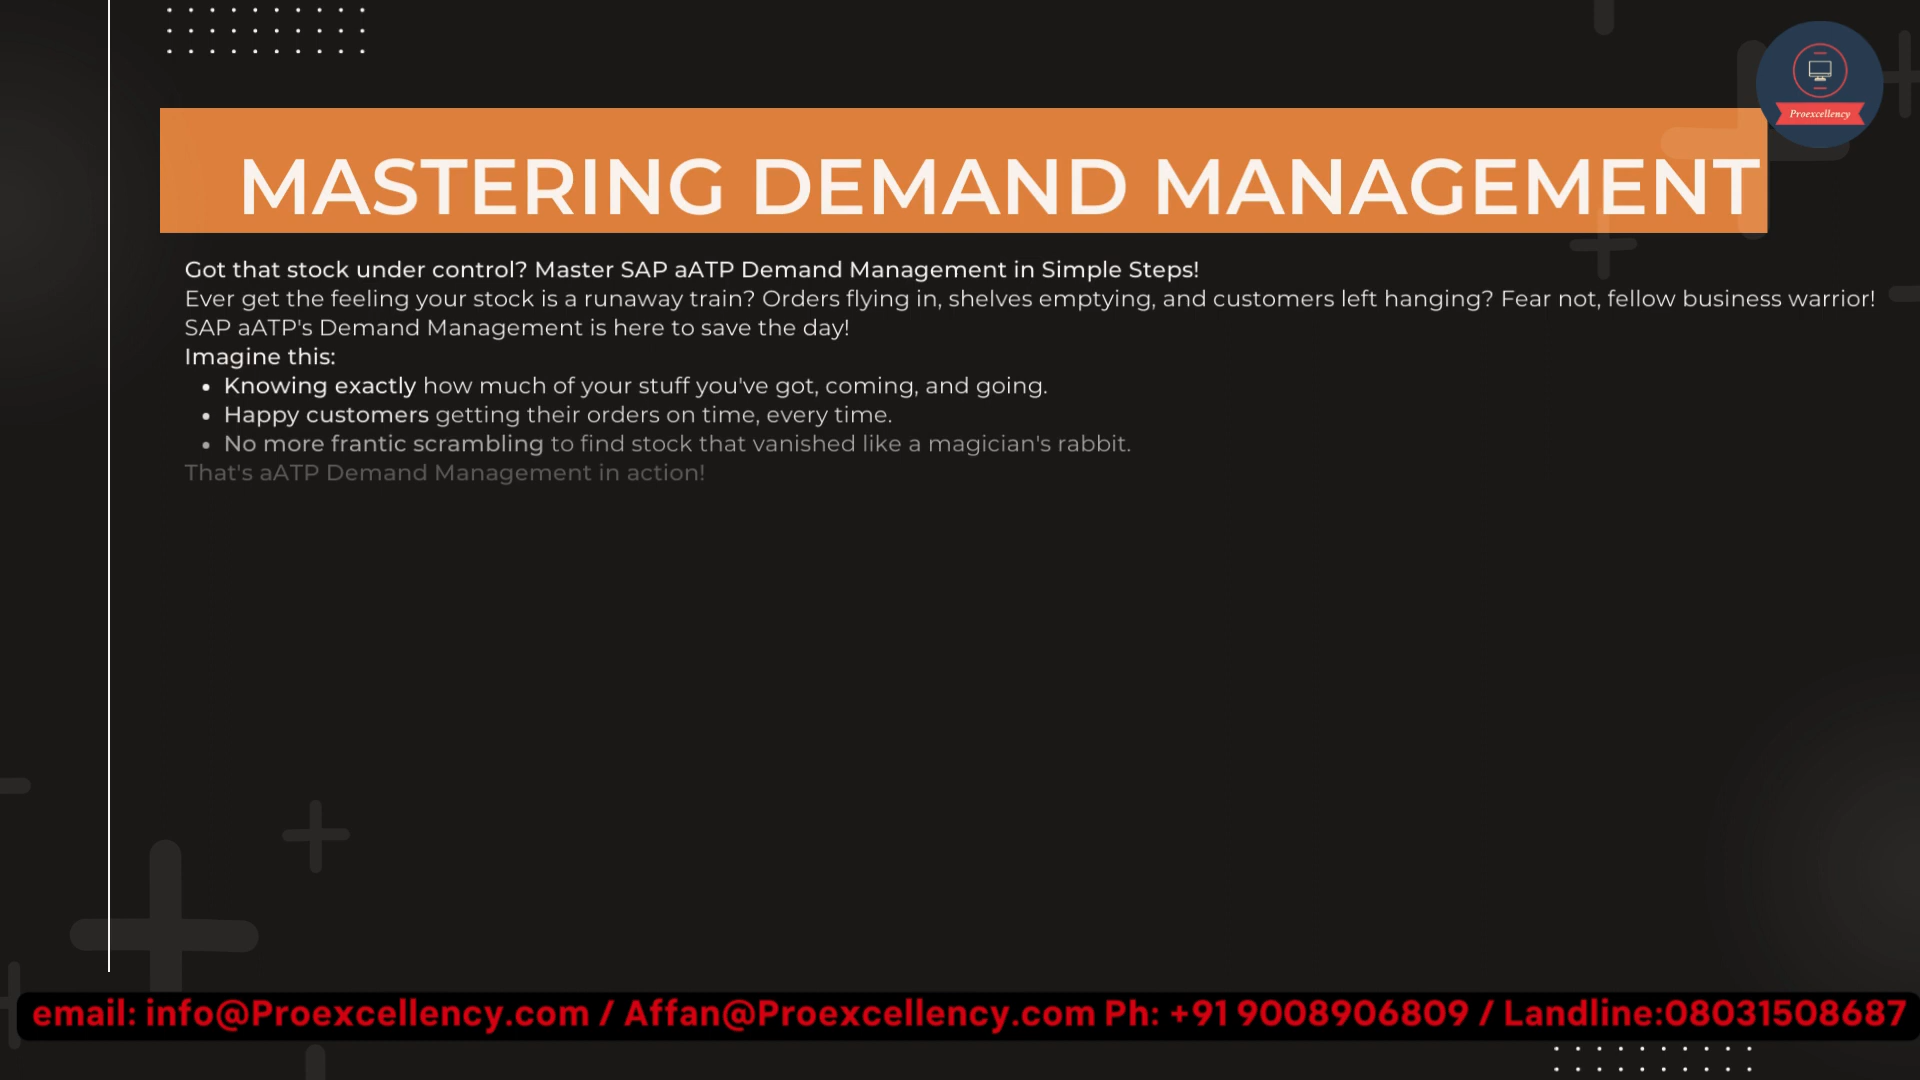 Proexcellency
MASTERING DEMAND MANAGEMENT
Got that stock under control? Master SAP aATP Demand Management in Simple Steps!
Ever get the feeling your stock is a runaway train? Orders flying in, shelves emptying, and customers left hanging? Fear not, fellow business warrior!
SAP aATP's Demand Management is here to save the day!
Imagine this:
• Knowing exactly how much of your stuff you've got, coming, and going.
• Happy customers getting their orders on time, every time.
• No more frantic scrambling to find stock that vanished like a magician's rabbit.
That's aATP Demand Management in action!
email: info@Proexcellency.com / Affan@Proexcellency.com Ph: +91 9008906809 / Landline:08031508687